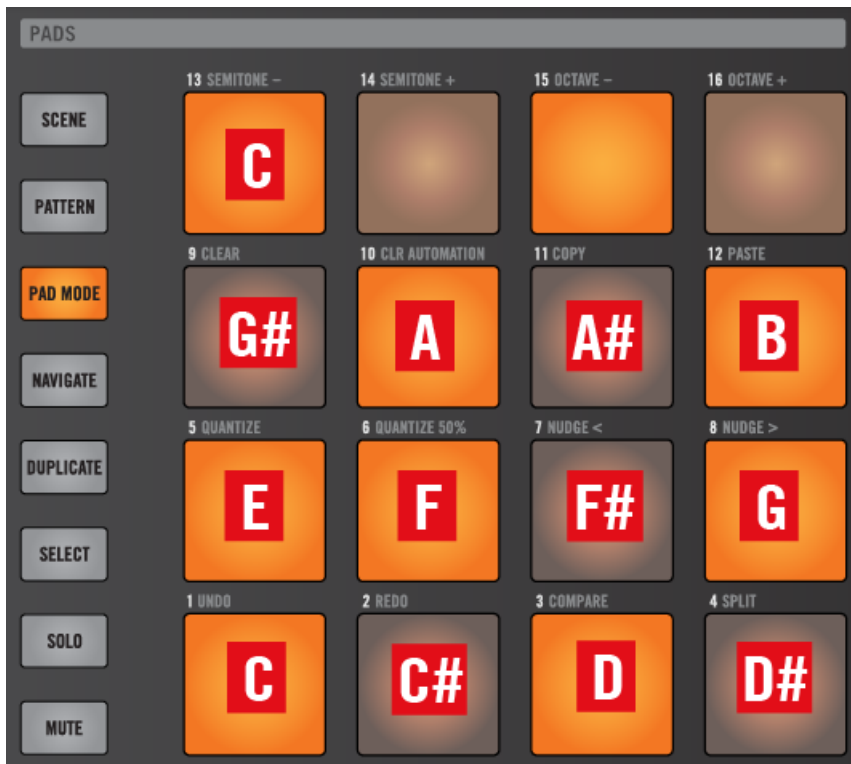 PADS
13 SEMITONE – 14 SEMITONE + 15 OCTAVE – 16 OCTAVE +
SCENE
C
PATTERN
9 CLEAR 10 CLR AUTOMATION 11 COPY 12 PASTE
PAD MODE
G# A A# B
NAVIGATE
5 QUANTIZE 6 QUANTIZE 50% 7 NUDGE < 8 NUDGE >
DUPLICATE
E F F# G
SELECT
1 UNDO 2 REDO 3 COMPARE 4 SPLIT
SOLO
C C# D D#
MUTE